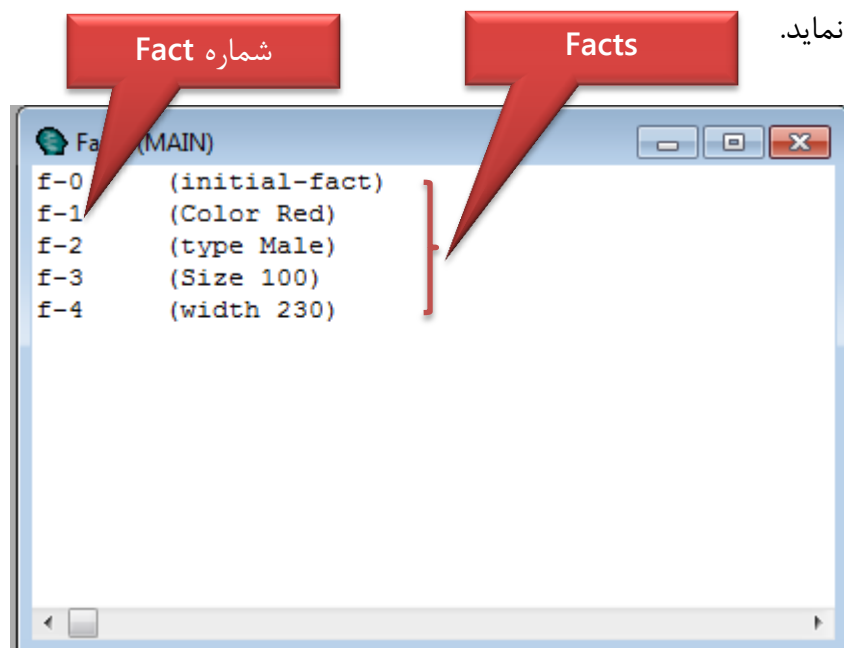 نماید.
شماره Fact
Facts
Fa (MAIN)
f-0 (initial-fact)
f-1 (Color Red)
f-2 (type Male)
f-3 (Size 100)
f-4 (width 230)